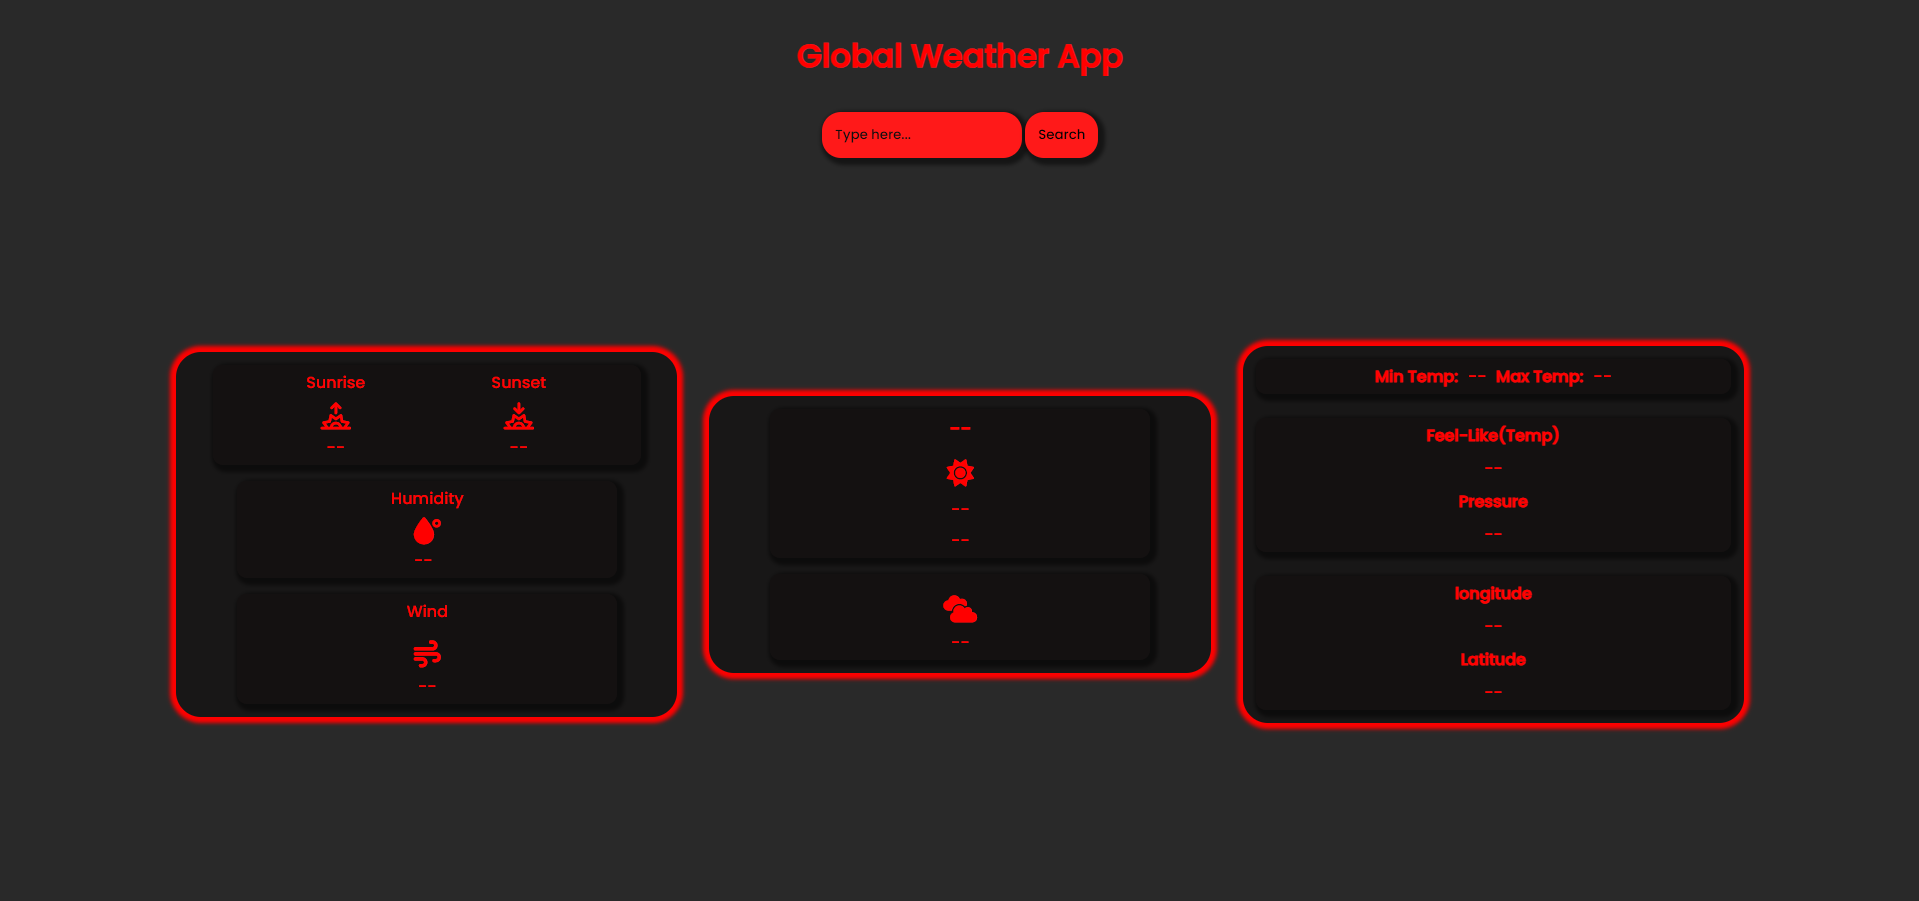 Global Weather App
Type here...
Search
Sunrise
Sunset
--
--
Humidity
--
Wind
--
--
--
--
--
Min Temp: -- Max Temp: --
Feel-Like(Temp)
--
Pressure
--
longitude
--
Latitude
--